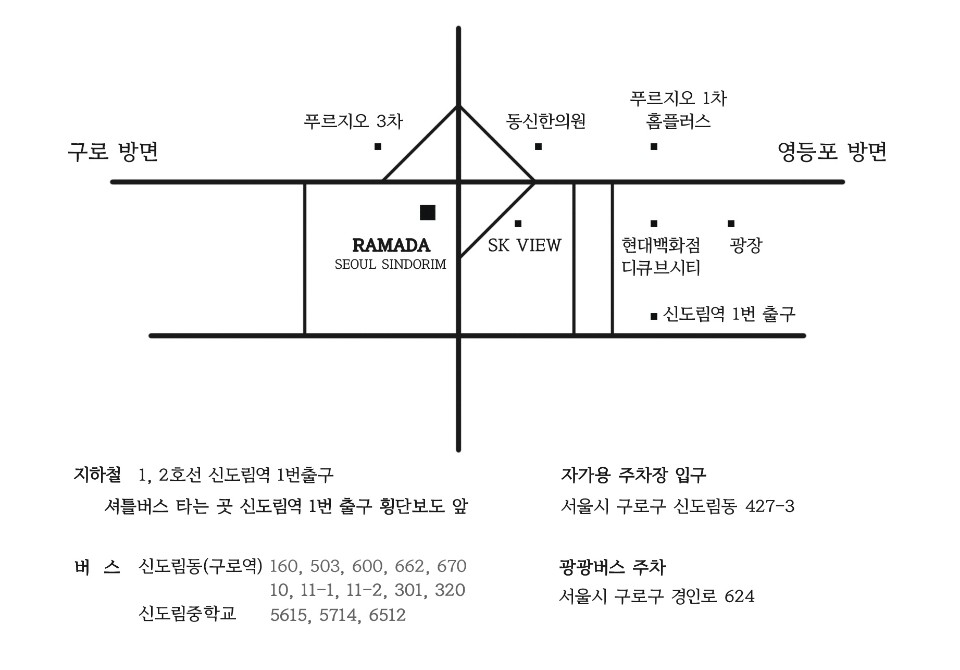 푸르지오 1차
푸르지오 3차
동신한의원
홈플러스
구로 방면
영등포 방면
RAMADA
SEOUL SINDORIM
SK VIEW
현대백화점
디큐브시티
광장
신도림역 1번 출구
지하철 1, 2호선 신도림역 1번출구
셔틀버스 타는 곳 신도림역 1번 출구 횡단보도 앞
버 스 신도림동(구로역) 160, 503, 600, 662, 670
10, 11-1, 11-2, 301, 320
신도림중학교 5615, 5714, 6512
자가용 주차장 입구
서울시 구로구 신도림동 427-3
광광버스 주차
서울시 구로구 경인로 624